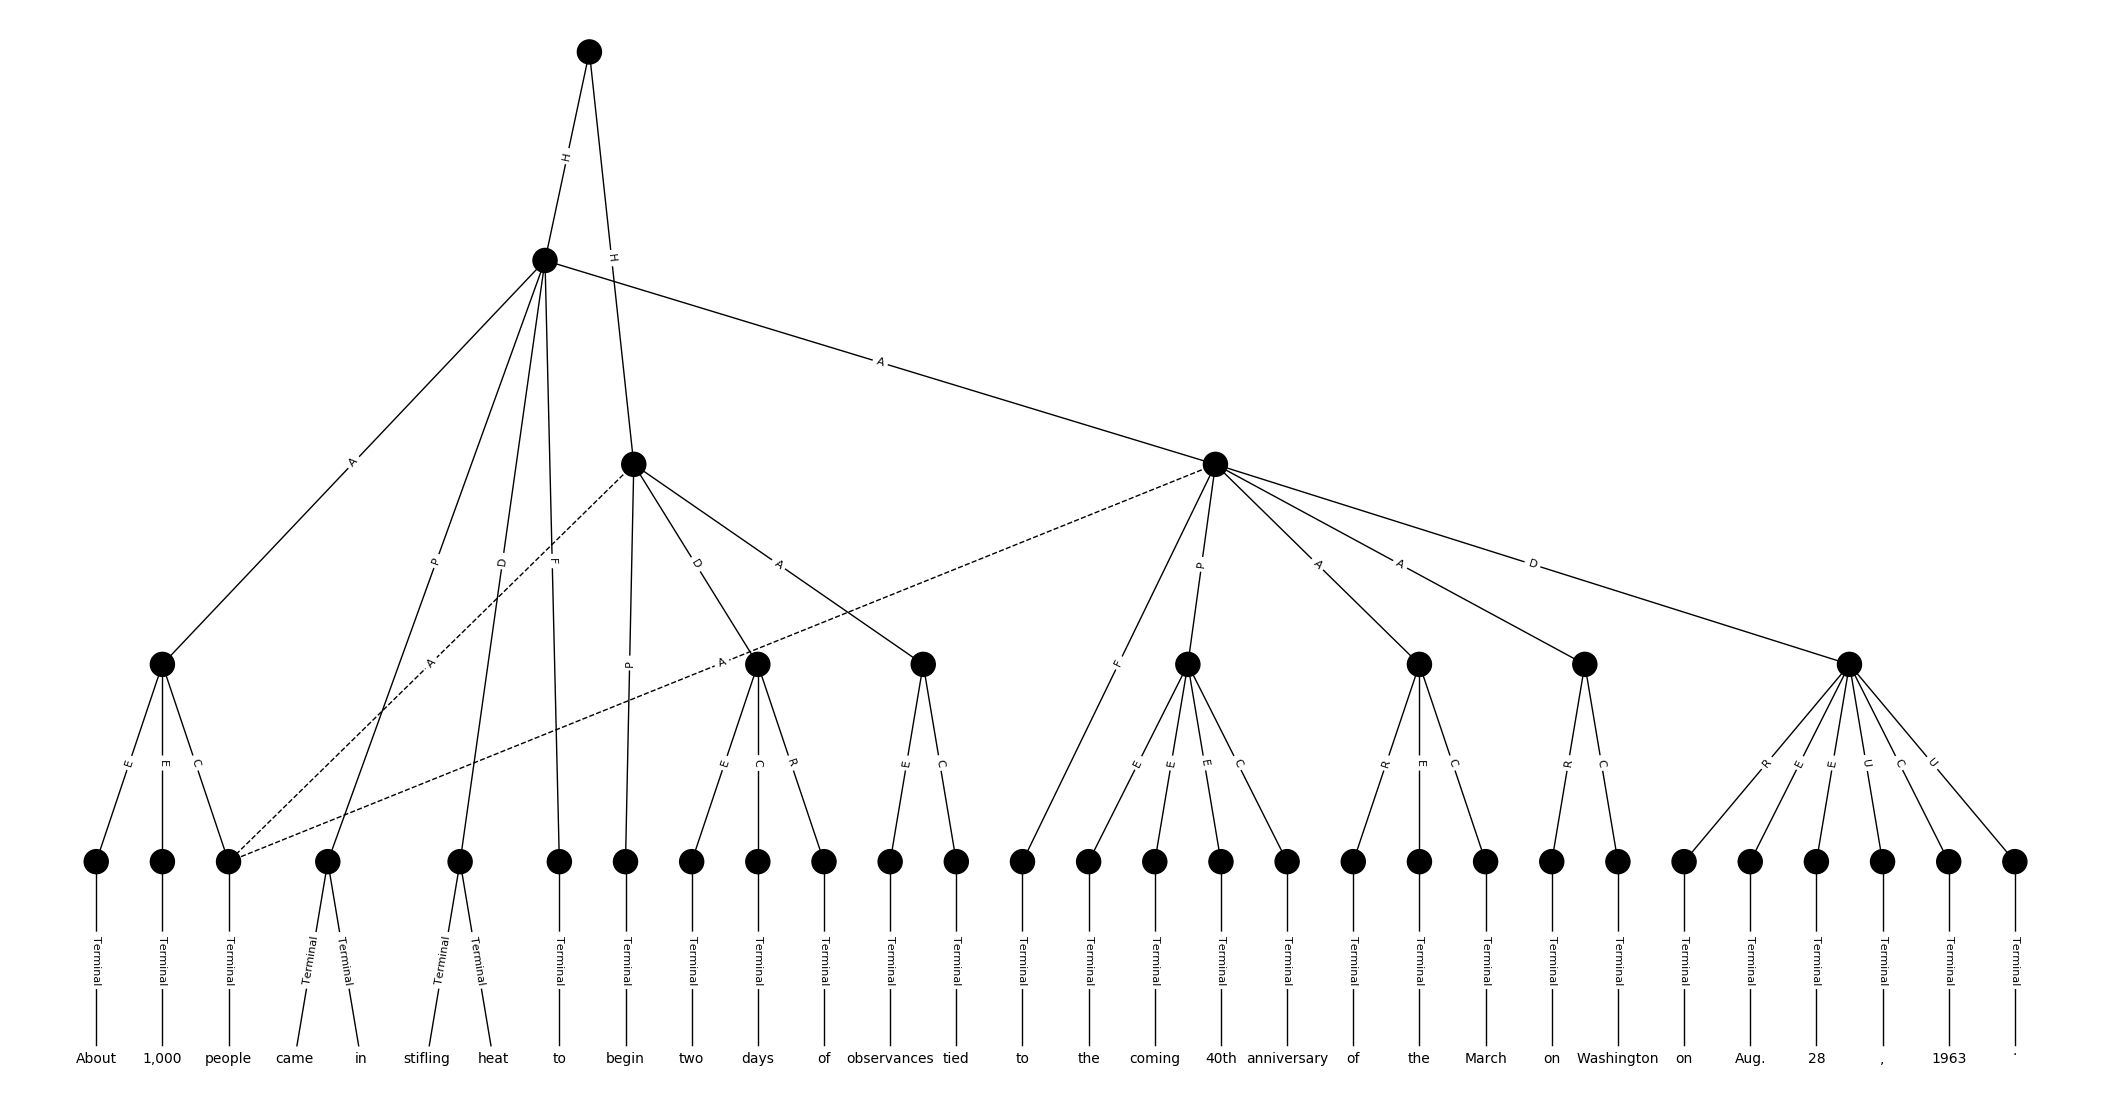 H
H
A
A
P
D
F
A
P
D
A
A
F
P
A
A
D
E
E
C
E
C
R
E
C
E
E
E
C
R
E
C
R
C
R
E
E
U
C
U
Terminal Terminal Terminal Terminal Terminal Terminal Terminal Terminal Terminal Terminal Terminal Terminal Terminal Terminal Terminal Terminal Terminal Terminal Terminal Terminal Terminal Terminal Terminal Terminal Terminal Terminal Terminal Terminal Terminal Terminal
About 1,000 people came in stifling heat to begin two days of observances tied to the coming 40th anniversary of the March on Washington on Aug. 28 , 1963 .